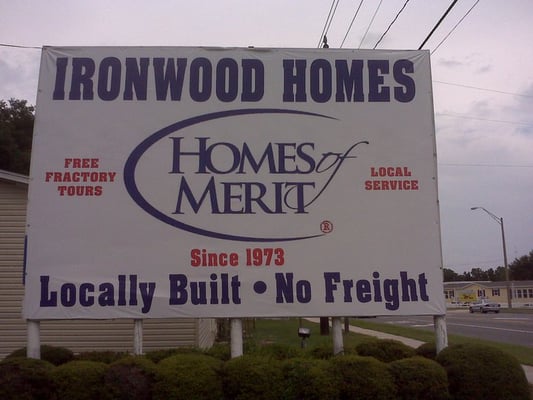 IRONWOOD HOMES
HOMES of
MERIT
®
FREE
FRACTORY
TOURS
LOCAL
SERVICE
Since 1973
Locally Built • No Freight